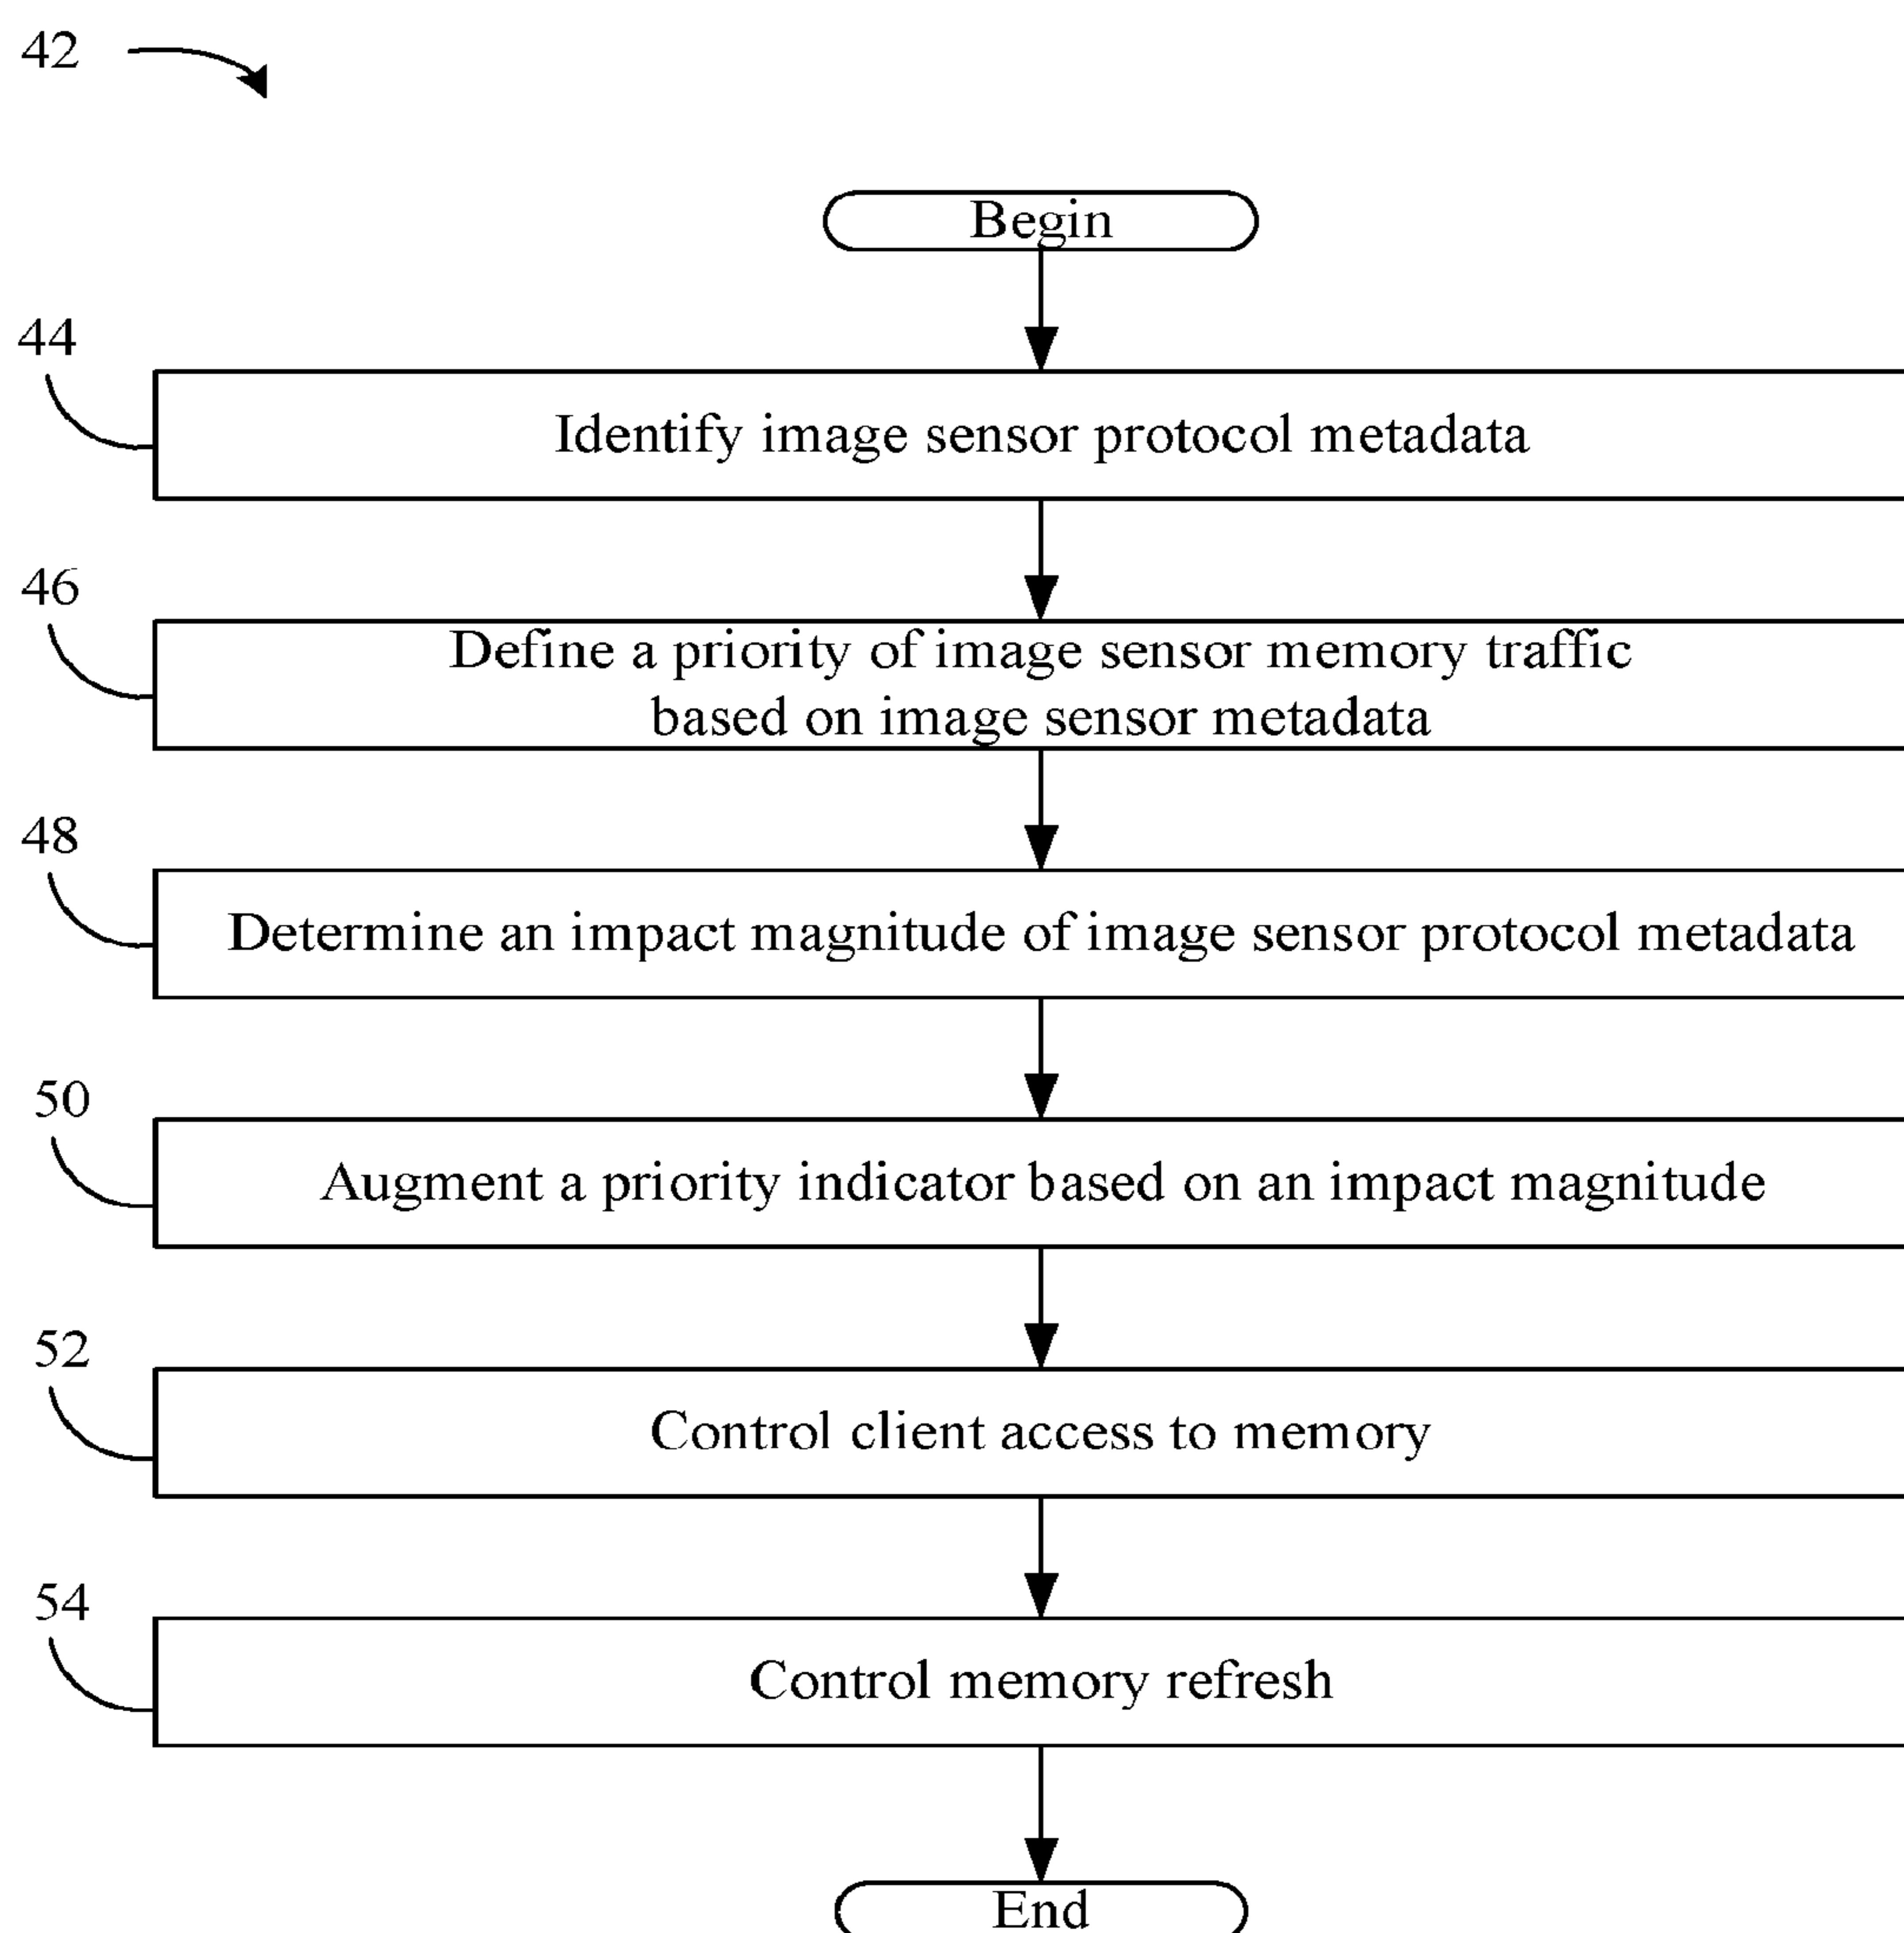 42
Begin
44
Identify image sensor protocol metadata
46
Define a priority of image sensor memory traffic
based on image sensor metadata
48
Determine an impact magnitude of image sensor protocol metadata
50
Augment a priority indicator based on an impact magnitude
52
Control client access to memory
54
Control memory refresh
End